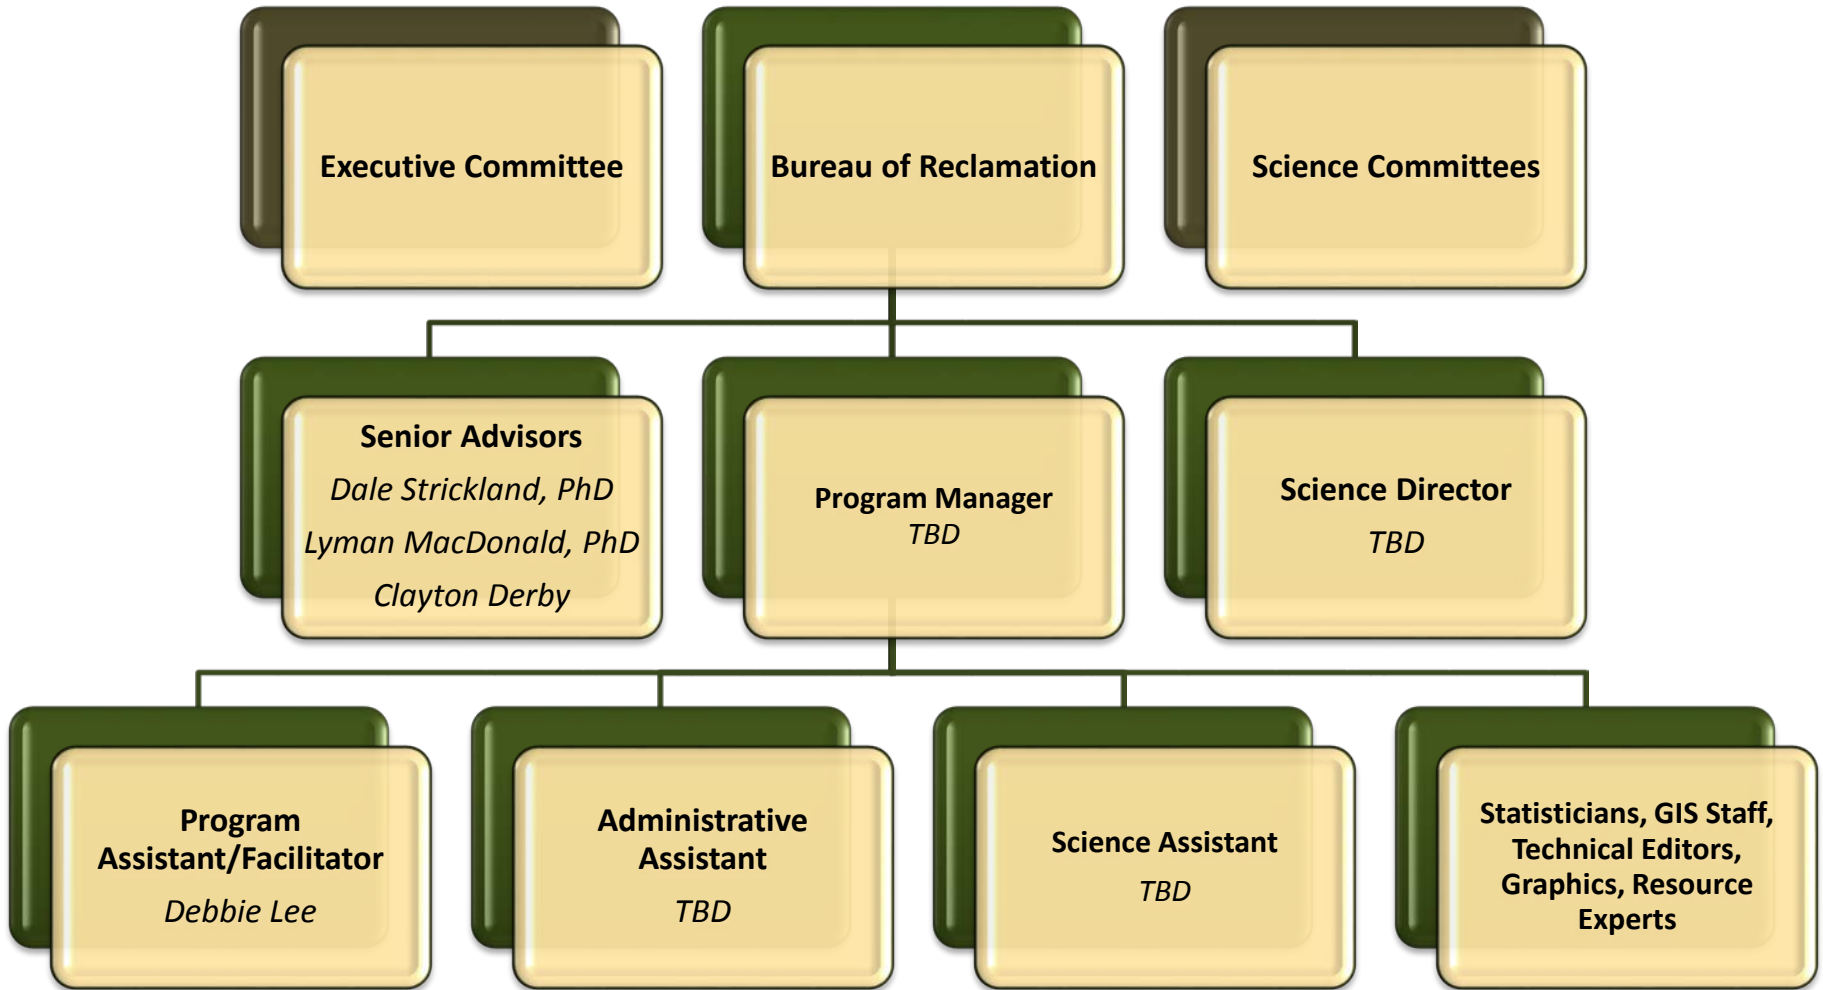 Executive Committee
Bureau of Reclamation
Science Committees
Senior Advisors
Dale Strickland, PhD
Lyman MacDonald, PhD
Clayton Derby
Program Manager
TBD
Science Director
TBD
Program
Assistant/Facilitator
Debbie Lee
Administrative
Assistant
TBD
Science Assistant
TBD
Statisticians, GIS Staff,
Technical Editors,
Graphics, Resource
Experts